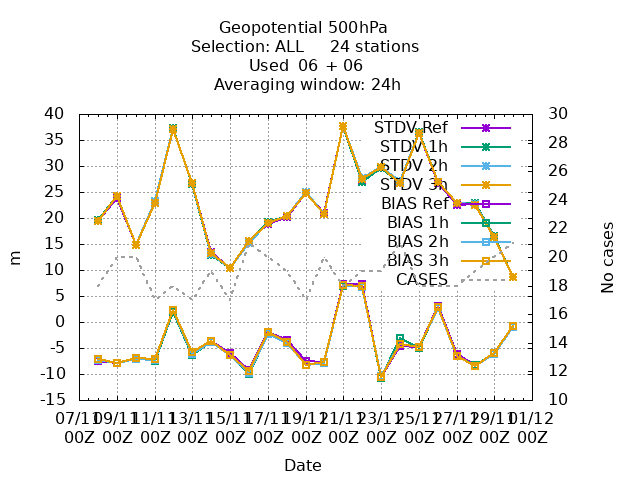 Geopotential 500hPa
Selection: ALL     24 stations
Used  06 + 06
Averaging window: 24h
40
35
30
25
20
15
10
5
0
-5
-10
-15
m
30
28
26
24
22
20
18
16
14
12
10
No cases
STDV Ref
STDV 1h
STDV 2h
STDV 3h
BIAS Ref
BIAS 1h
BIAS 2h
BIAS 3h
CASES
07/11 09/11 11/11 13/11 15/11 17/11 19/11 21/11 23/11 25/11 27/11 29/11 01/12
00Z 00Z 00Z 00Z 00Z 00Z 00Z 00Z 00Z 00Z 00Z 00Z 00Z
Date